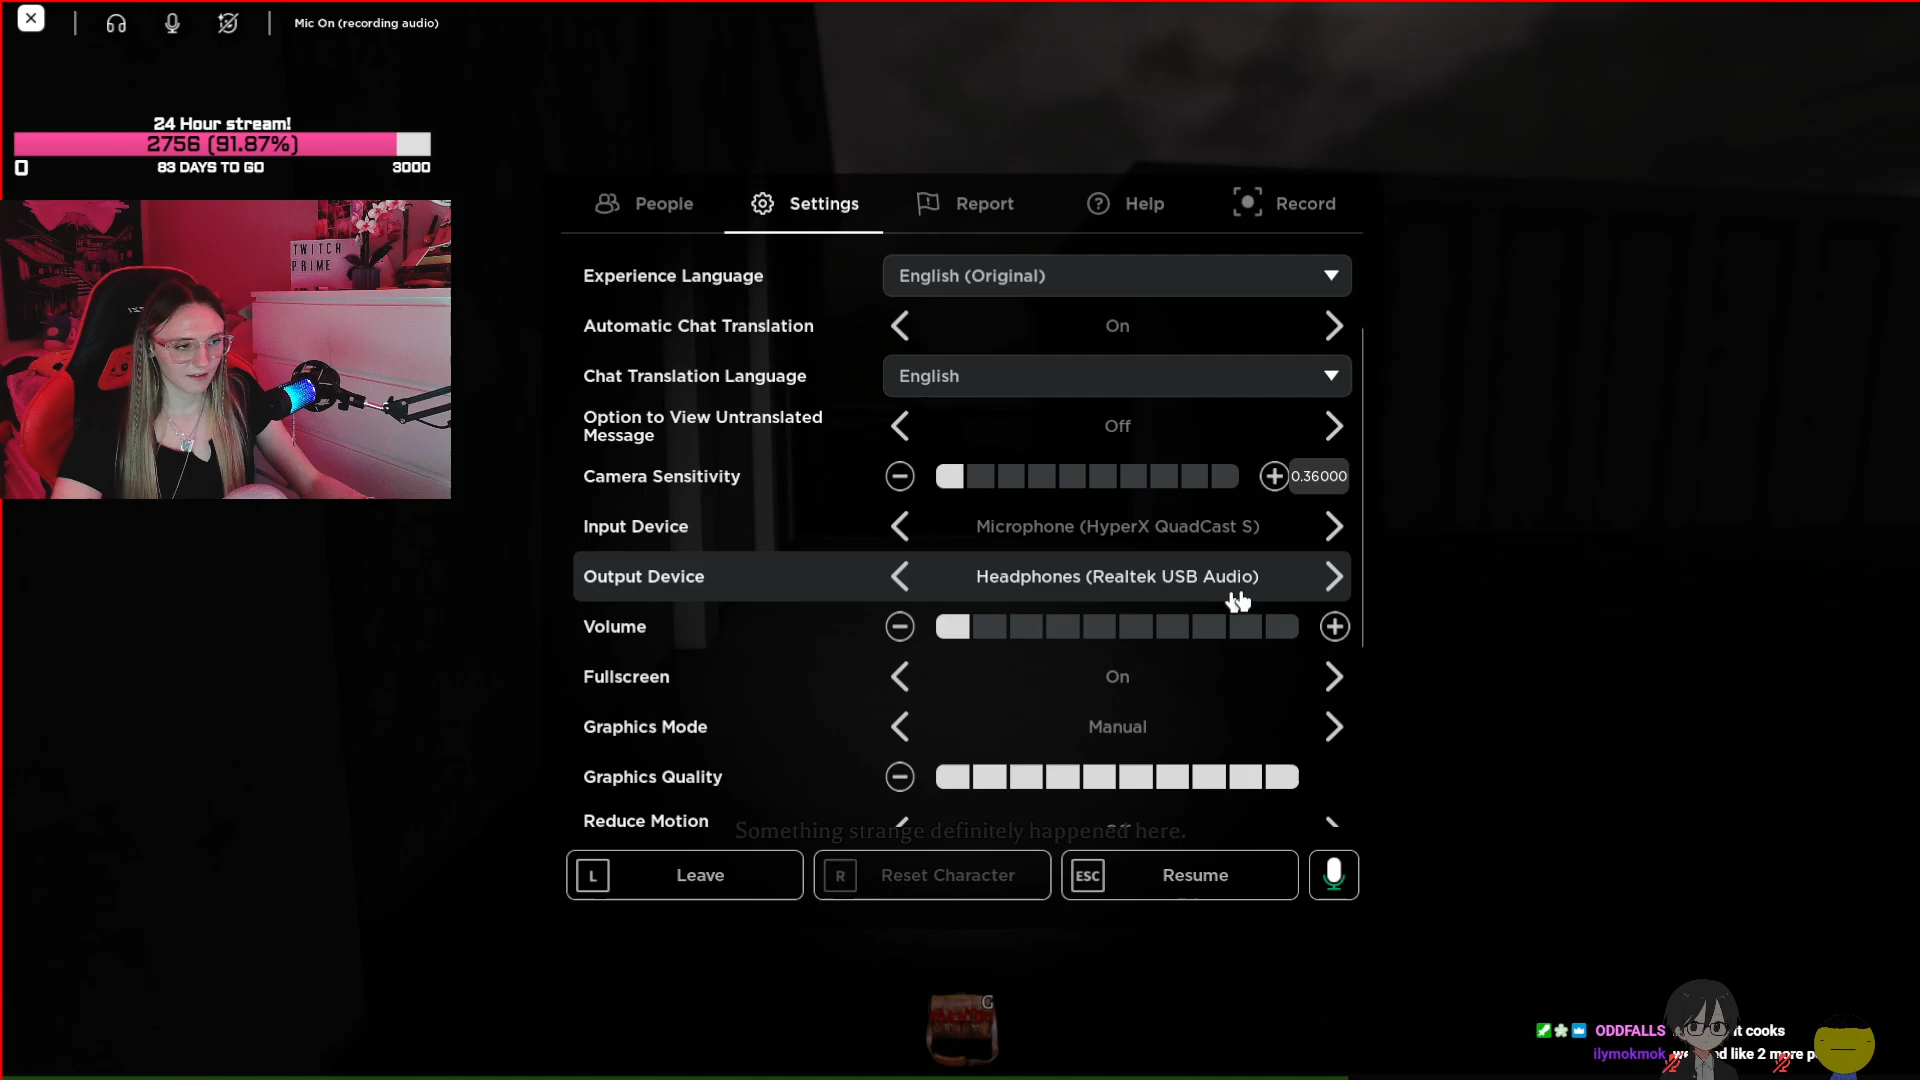 Mic On (recording audio)
24 Hour stream!
2756 (91.87%)
0 83 DAYS TO GO 3000
TWITCH
PRIME
People Settings Report Help Record
Experience Language English (Original)
Automatic Chat Translation On
Chat Translation Language English
Option to View Untranslated
Message Off
Camera Sensitivity 0.36000
Input Device Microphone (HyperX QuadCast S)
Output Device Headphones (Realtek USB Audio)
Volume
Fullscreen On
Graphics Mode Manual
Graphics Quality
Reduce Motion
Something strange definitely happened here.
L Leave R Reset Character ESC Resume
G
ODDFALLS cooks
ilymokmok like 2 more